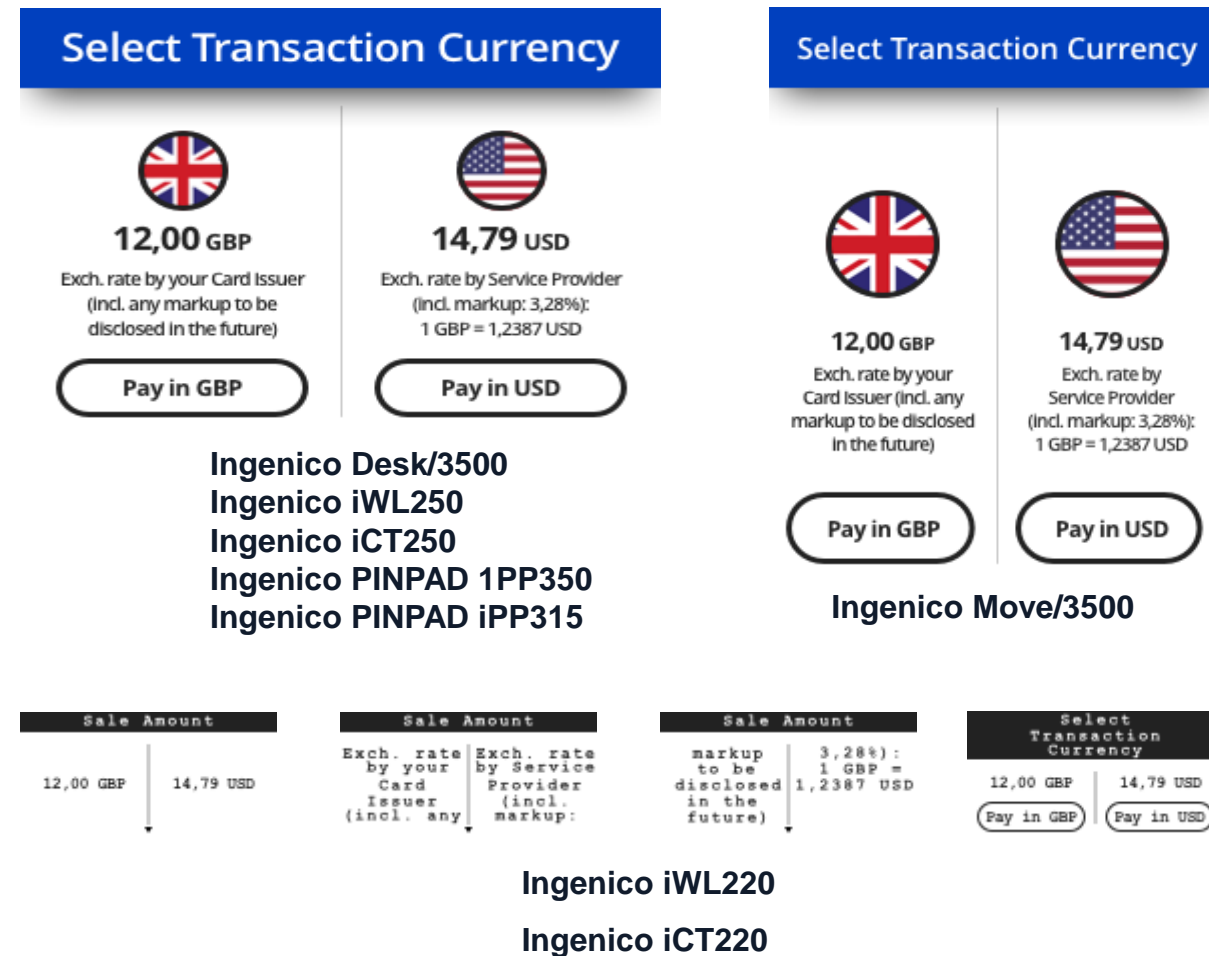 Select Transaction Currency
12,00 GBP
Exch. rate by your Card Issuer
(incl. any markup to be
disclosed in the future)
Pay in GBP
14,79 USD
Exch. rate by Service Provider
(incl. markup: 3,28%):
1 GBP = 1,2387 USD
Pay in USD
Ingenico Desk/3500
Ingenico iWL250
Ingenico iCT250
Ingenico PINPAD 1PP350
Ingenico PINPAD iPP315
Select Transaction Currency
12,00 GBP
Exch. rate by your
Card Issuer (incl. any
markup to be disclosed
in the future)
Pay in GBP
14,79 USD
Exch. rate by
Service Provider
(incl. markup: 3,28%):
1 GBP = 1,2387 USD
Pay in USD
Ingenico Move/3500
Sale Amount
12,00 GBP
14,79 USD
Sale Amount
Exch. rate
by your
Card
Issuer
(incl. any
Exch. rate
by Service
Provider
(incl.
markup:
Sale Amount
markup
to be
disclosed
in the
future)
3,28%):
1 GBP =
1,2387 USD
Select
Transaction
Currency
12,00 GBP
Pay in GBP
14,79 USD
Pay in USD
Ingenico iWL220
Ingenico iCT220